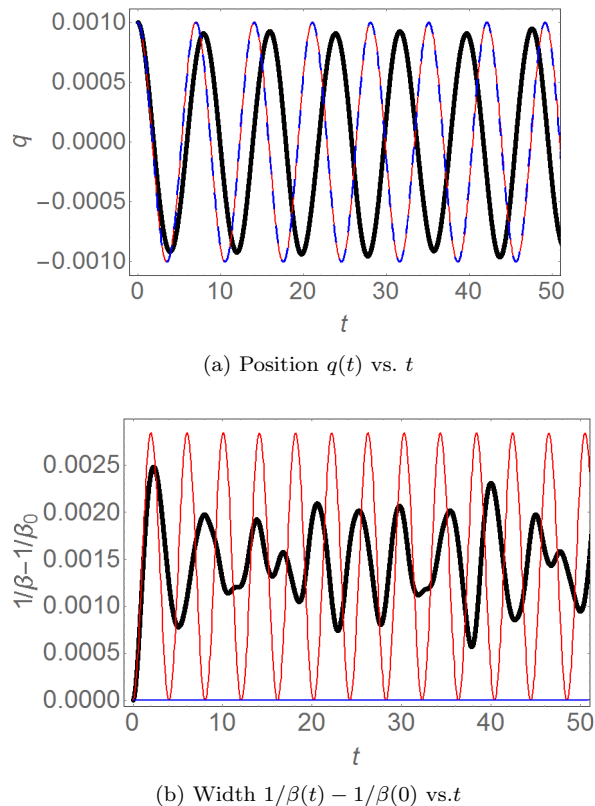 0.0010
0.0005
0.0000
−0.0005
−0.0010
q
0 10 20 30 40 50
t
(a) Position q(t) vs. t
0.0025
0.0020
0.0015
0.0010
0.0005
0.0000
1/β−1/β₀
0 10 20 30 40 50
t
(b) Width 1/β(t) − 1/β(0) vs.t